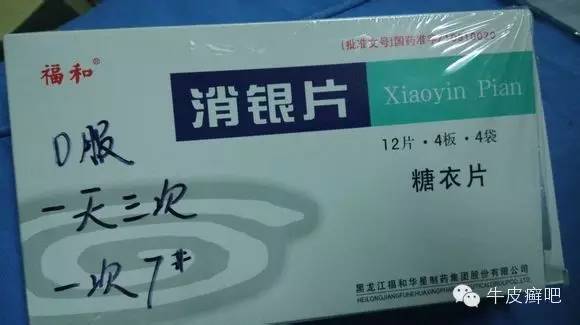 福和®
(批准文号)国药准字
消银片
Xiaoyin Pian
12片·4板·4袋
糖衣片
口服
一天三次
一次7#
黑龙江福和华星制药集团股份有限公司
牛皮癣吧